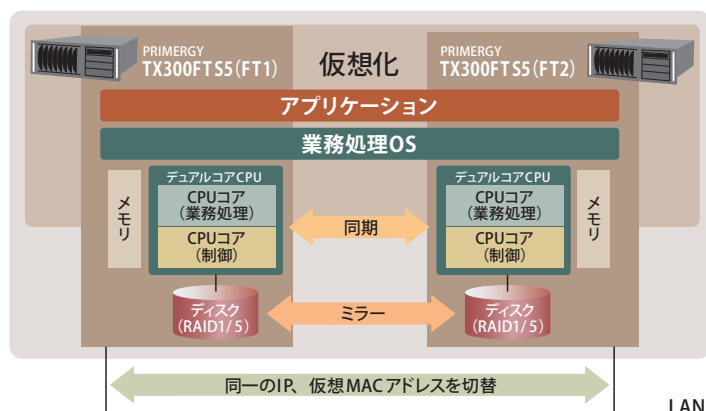 PRIMERGY
TX300FTS5(FT1)
仮想化
PRIMERGY
TX300FTS5(FT2)
アプリケーション
業務処理OS
メモリ
デュアルコアCPU
CPUコア
(業務処理)
CPUコア
(制御)
同期
デュアルコアCPU
CPUコア
(業務処理)
CPUコア
(制御)
メモリ
ディスク
(RAID1/5)
ミラー
ディスク
(RAID1/5)
同一のIP、仮想MACアドレスを切替
LAN